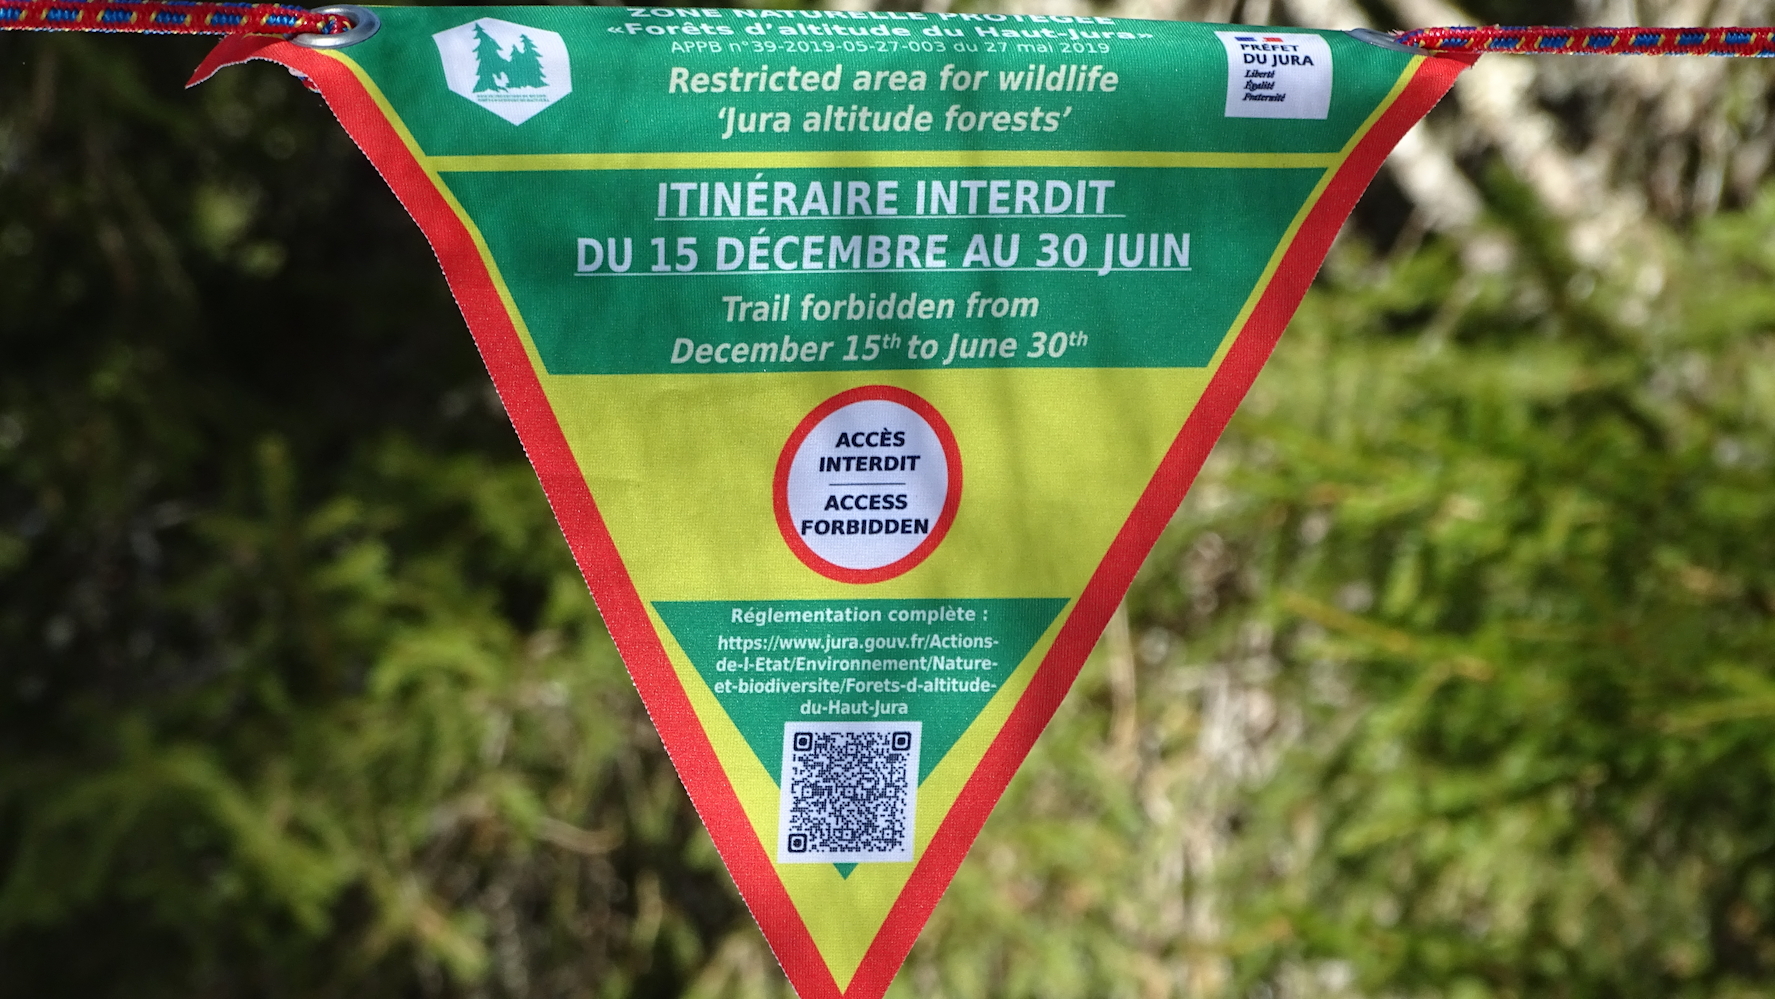 ZONE NATURELLE PROTÉGÉE
«Forêts d'altitude du Haut-Jura»
APPB n°39-2019-05-27-003 du 27 mai 2019
Restricted area for wildlife
‘Jura altitude forests’
PRÉFET
DU JURA
Liberté
Égalité
Fraternité
ITINÉRAIRE INTERDIT
DU 15 DÉCEMBRE AU 30 JUIN
Trail forbidden from
December 15th to June 30th
ACCÈS
INTERDIT
ACCESS
FORBIDDEN
Réglementation complète :
https://www.jura.gouv.fr/Actions-
de-l-Etat/Environnement/Nature-
et-biodiversite/Forets-d-altitude-
du-Haut-Jura